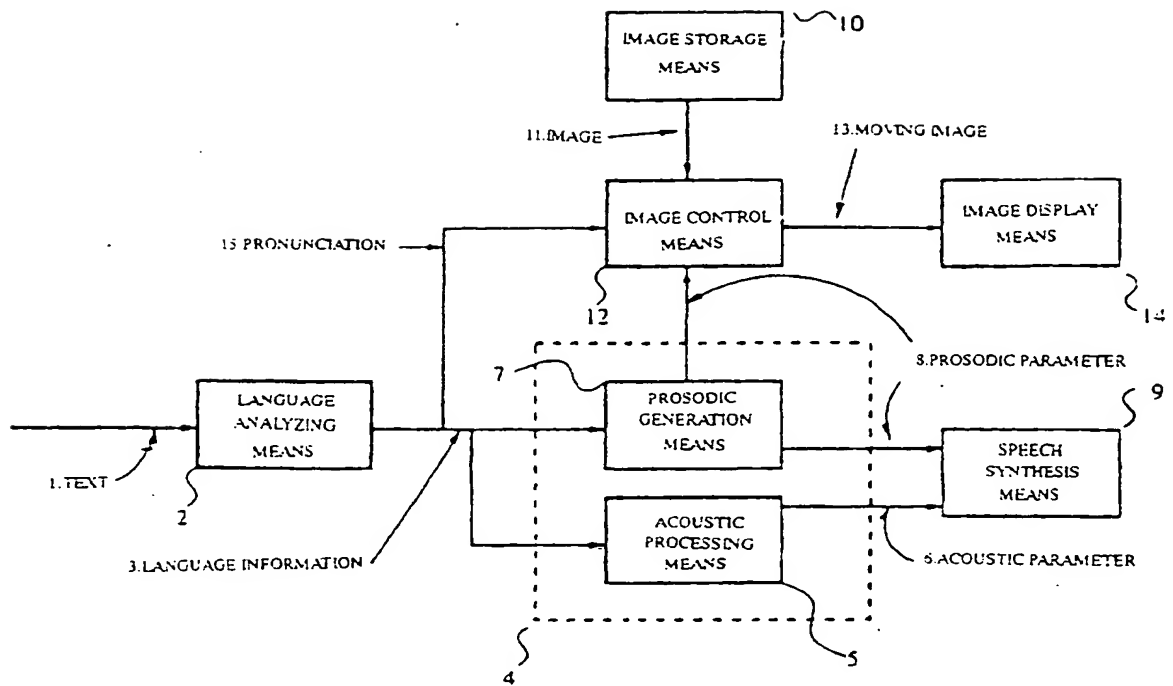 10
IMAGE STORAGE
MEANS
11.IMAGE
13.MOVING IMAGE
IMAGE CONTROL
MEANS
IMAGE DISPLAY
MEANS
15 PRONUNCIATION
12
14
8.PROSODIC PARAMETER
7
9
LANGUAGE
ANALYZING
MEANS
PROSODIC
GENERATION
MEANS
SPEECH
SYNTHESIS
MEANS
1.TEXT
2
ACOUSTIC
PROCESSING
MEANS
3.LANGUAGE INFORMATION
6.ACOUSTIC PARAMETER
4
5